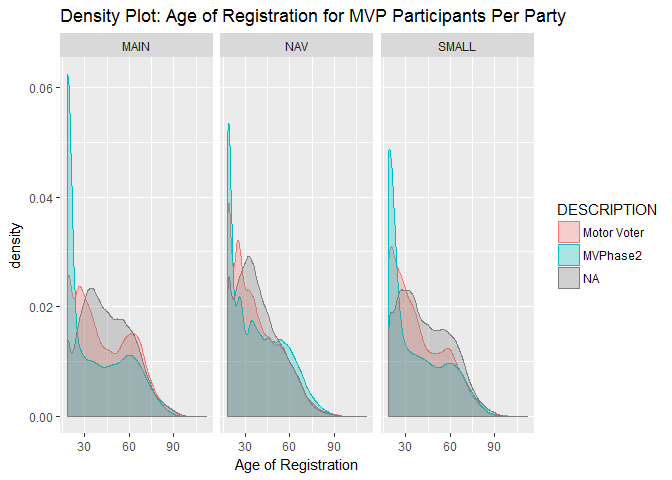 Density Plot: Age of Registration for MVP Participants Per Party
MAIN
NAV
SMALL
0.06
0.04
0.02
0.00
density
30
60
90
30
60
90
30
60
90
Age of Registration
DESCRIPTION
Motor Voter
MVPhase2
NA